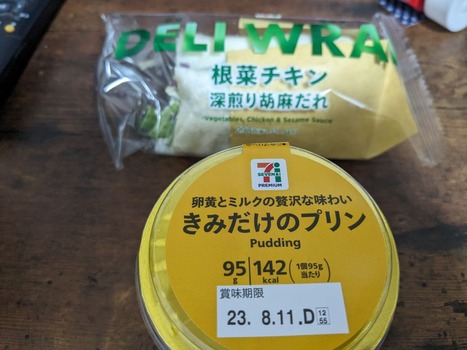 DELI WRA
根菜チキン
深煎り胡麻だれ
Vegetables, Chicken & Sesame Sauce
7
SEVEN&i
PREMIUM
卵黄とミルクの贅沢な味わい
きみだけのプリン
Pudding
95g 142kcal (1個95g当たり)
賞味期限
23. 8.11.D 12 55